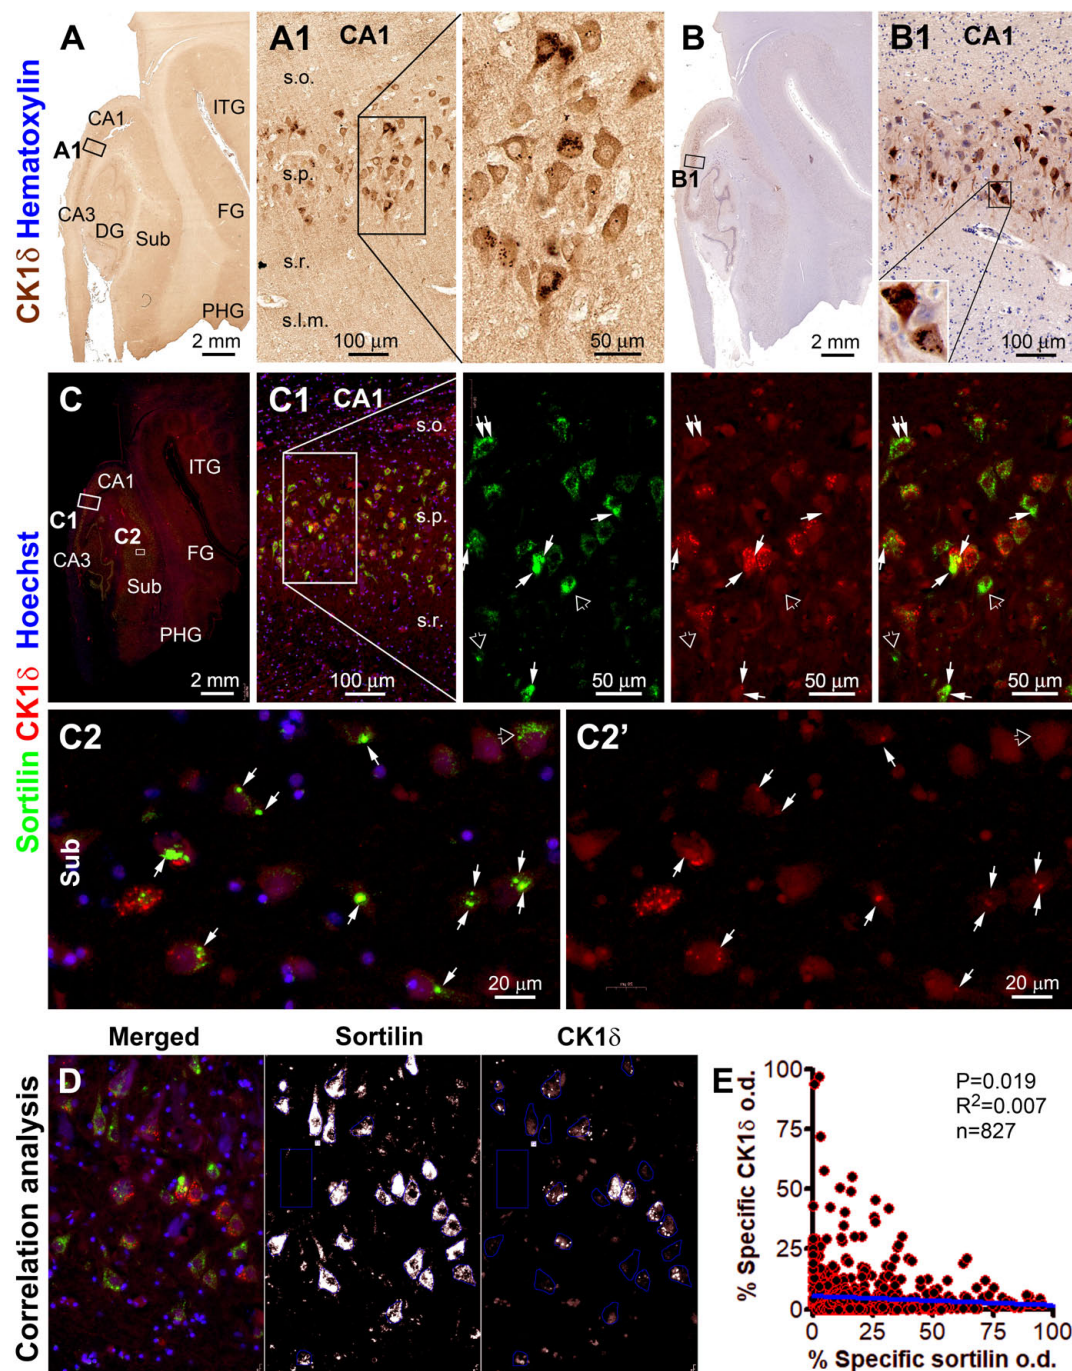 CK1δ Hematoxylin
A
CA1
A1
CA3
DG
Sub
ITG
FG
PHG
2 mm
A1 CA1
s.o.
s.p.
s.r.
s.l.m.
100 µm
50 µm
B
B1
2 mm
B1 CA1
100 µm
Sortilin CK1δ Hoechst
C
CA1
C1
C2
CA3
Sub
ITG
FG
PHG
2 mm
C1 CA1
s.o.
s.p.
s.r.
100 µm
50 µm
50 µm
50 µm
C2
Sub
20 µm
C2’
20 µm
Correlation analysis
Merged
Sortilin
CK1δ
D
E
P=0.019
R²=0.007
n=827
% Specific CK1δ o.d.
100
75
50
25
0
0 25 50 75 100
% Specific sortilin o.d.